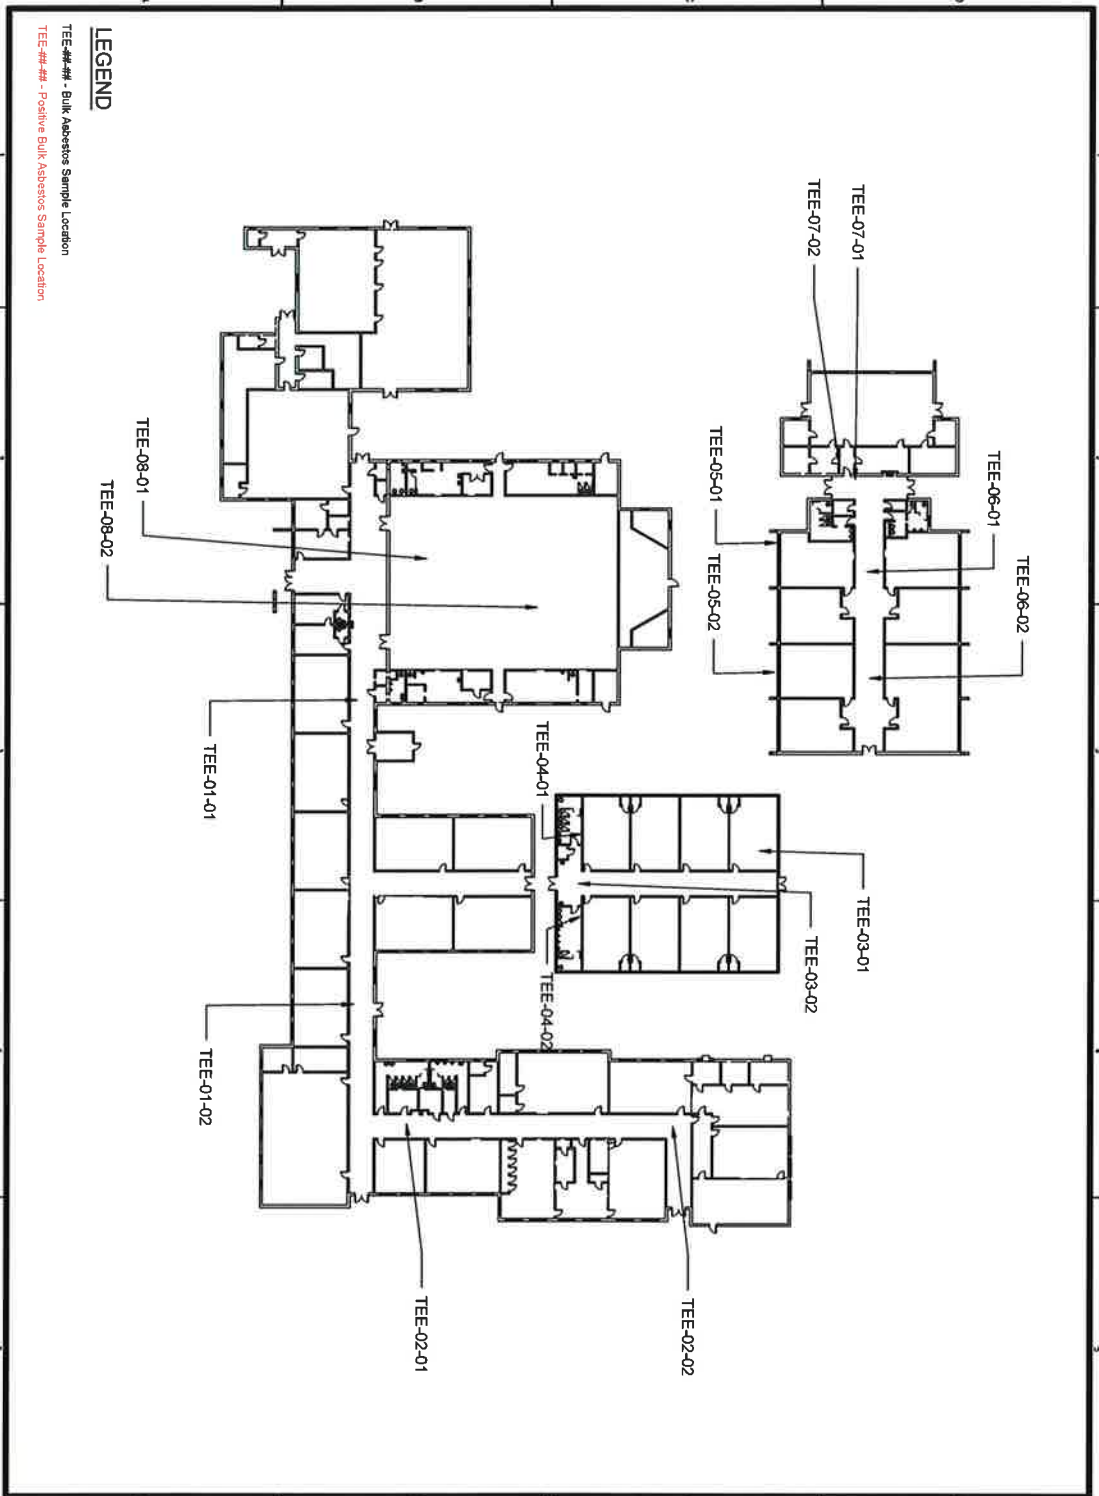 LEGEND
TEE-##-## - Bulk Asbestos Sample Location
TEE-##-## - Positive Bulk Asbestos Sample Location
TEE-07-01
TEE-07-02
TEE-06-01
TEE-06-02
TEE-05-01
TEE-05-02
TEE-08-01
TEE-08-02
TEE-04-01
TEE-03-01
TEE-03-02
TEE-04-02
TEE-01-01
TEE-01-02
TEE-02-01
TEE-02-02